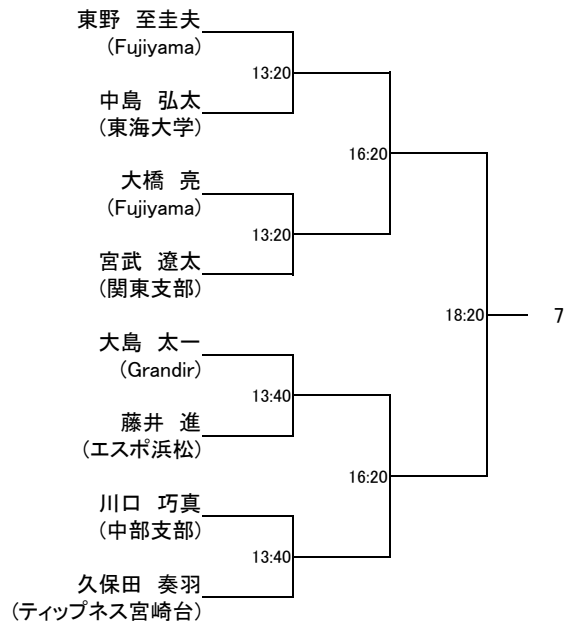 東野 至圭夫
(Fujiyama)
13:20
中島 弘太
(東海大学)
16:20
大橋 亮
(Fujiyama)
13:20
宮武 遼太
(関東支部)
18:20 7
大島 太一
(Grandir)
13:40
藤井 進
(エスポ浜松)
16:20
川口 巧真
(中部支部)
13:40
久保田 奏羽
(ティップネス宮崎台)